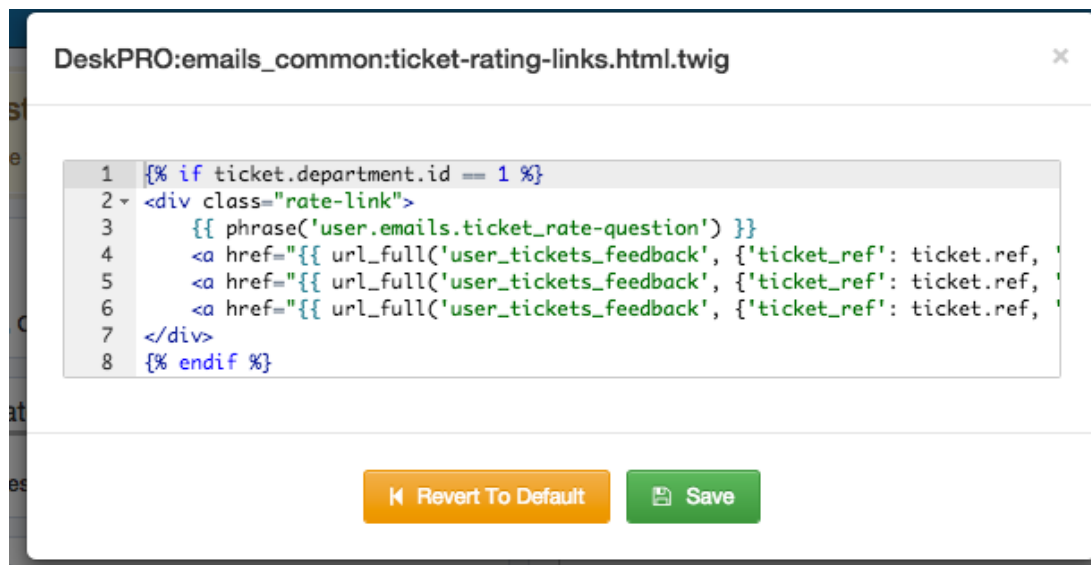 DeskPRO:emails_common:ticket-rating-links.html.twig
×
1 {% if ticket.department.id == 1 %}
2 <div class="rate-link">
3 {{ phrase('user.emails.ticket_rate-question') }}
4 <a href="{{ url_full('user_tickets_feedback', {'ticket_ref': ticket.ref, '
5 <a href="{{ url_full('user_tickets_feedback', {'ticket_ref': ticket.ref, '
6 <a href="{{ url_full('user_tickets_feedback', {'ticket_ref': ticket.ref, '
7 </div>
8 {% endif %}
Revert To Default Save